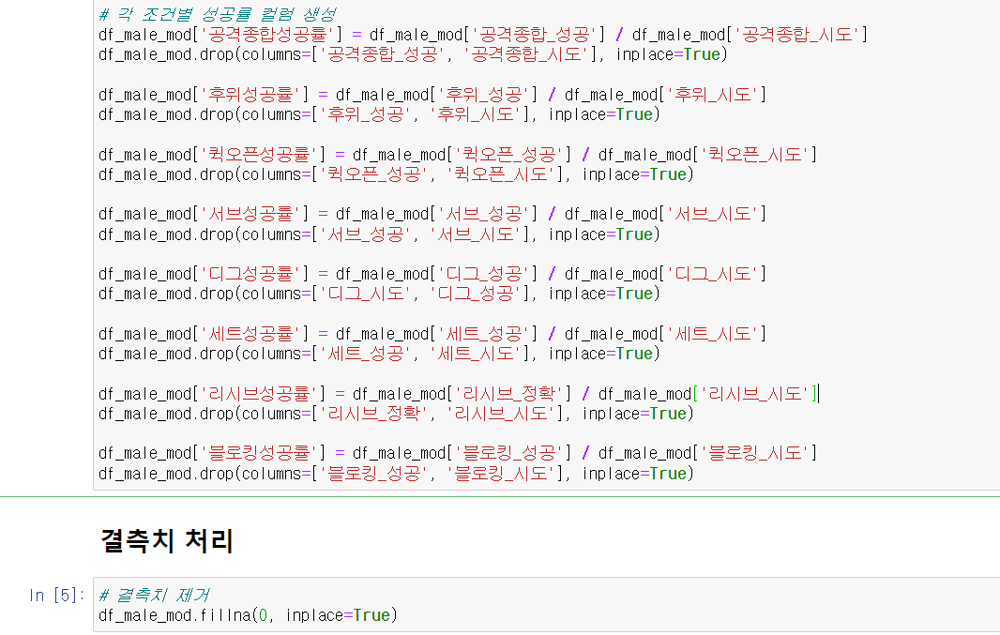 # 각 조건별 성공률 컬럼 생성
df_male_mod['공격종합성공률'] = df_male_mod['공격종합_성공'] / df_male_mod['공격종합_시도']
df_male_mod.drop(columns=['공격종합_성공', '공격종합_시도'], inplace=True)
df_male_mod['후위성공률'] = df_male_mod['후위_성공'] / df_male_mod['후위_시도']
df_male_mod.drop(columns=['후위_성공', '후위_시도'], inplace=True)
df_male_mod['퀵오픈성공률'] = df_male_mod['퀵오픈_성공'] / df_male_mod['퀵오픈_시도']
df_male_mod.drop(columns=['퀵오픈_성공', '퀵오픈_시도'], inplace=True)
df_male_mod['서브성공률'] = df_male_mod['서브_성공'] / df_male_mod['서브_시도']
df_male_mod.drop(columns=['서브_성공', '서브_시도'], inplace=True)
df_male_mod['디그성공률'] = df_male_mod['디그_성공'] / df_male_mod['디그_시도']
df_male_mod.drop(columns=['디그_시도', '디그_성공'], inplace=True)
df_male_mod['세트성공률'] = df_male_mod['세트_성공'] / df_male_mod['세트_시도']
df_male_mod.drop(columns=['세트_성공', '세트_시도'], inplace=True)
df_male_mod['리시브성공률'] = df_male_mod['리시브_정확'] / df_male_mod['리시브_시도']
df_male_mod.drop(columns=['리시브_정확', '리시브_시도'], inplace=True)
df_male_mod['블로킹성공률'] = df_male_mod['블로킹_성공'] / df_male_mod['블로킹_시도']
df_male_mod.drop(columns=['블로킹_성공', '블로킹_시도'], inplace=True)
결측치 처리
In [5]: # 결측치 제거
df_male_mod.fillna(0, inplace=True)